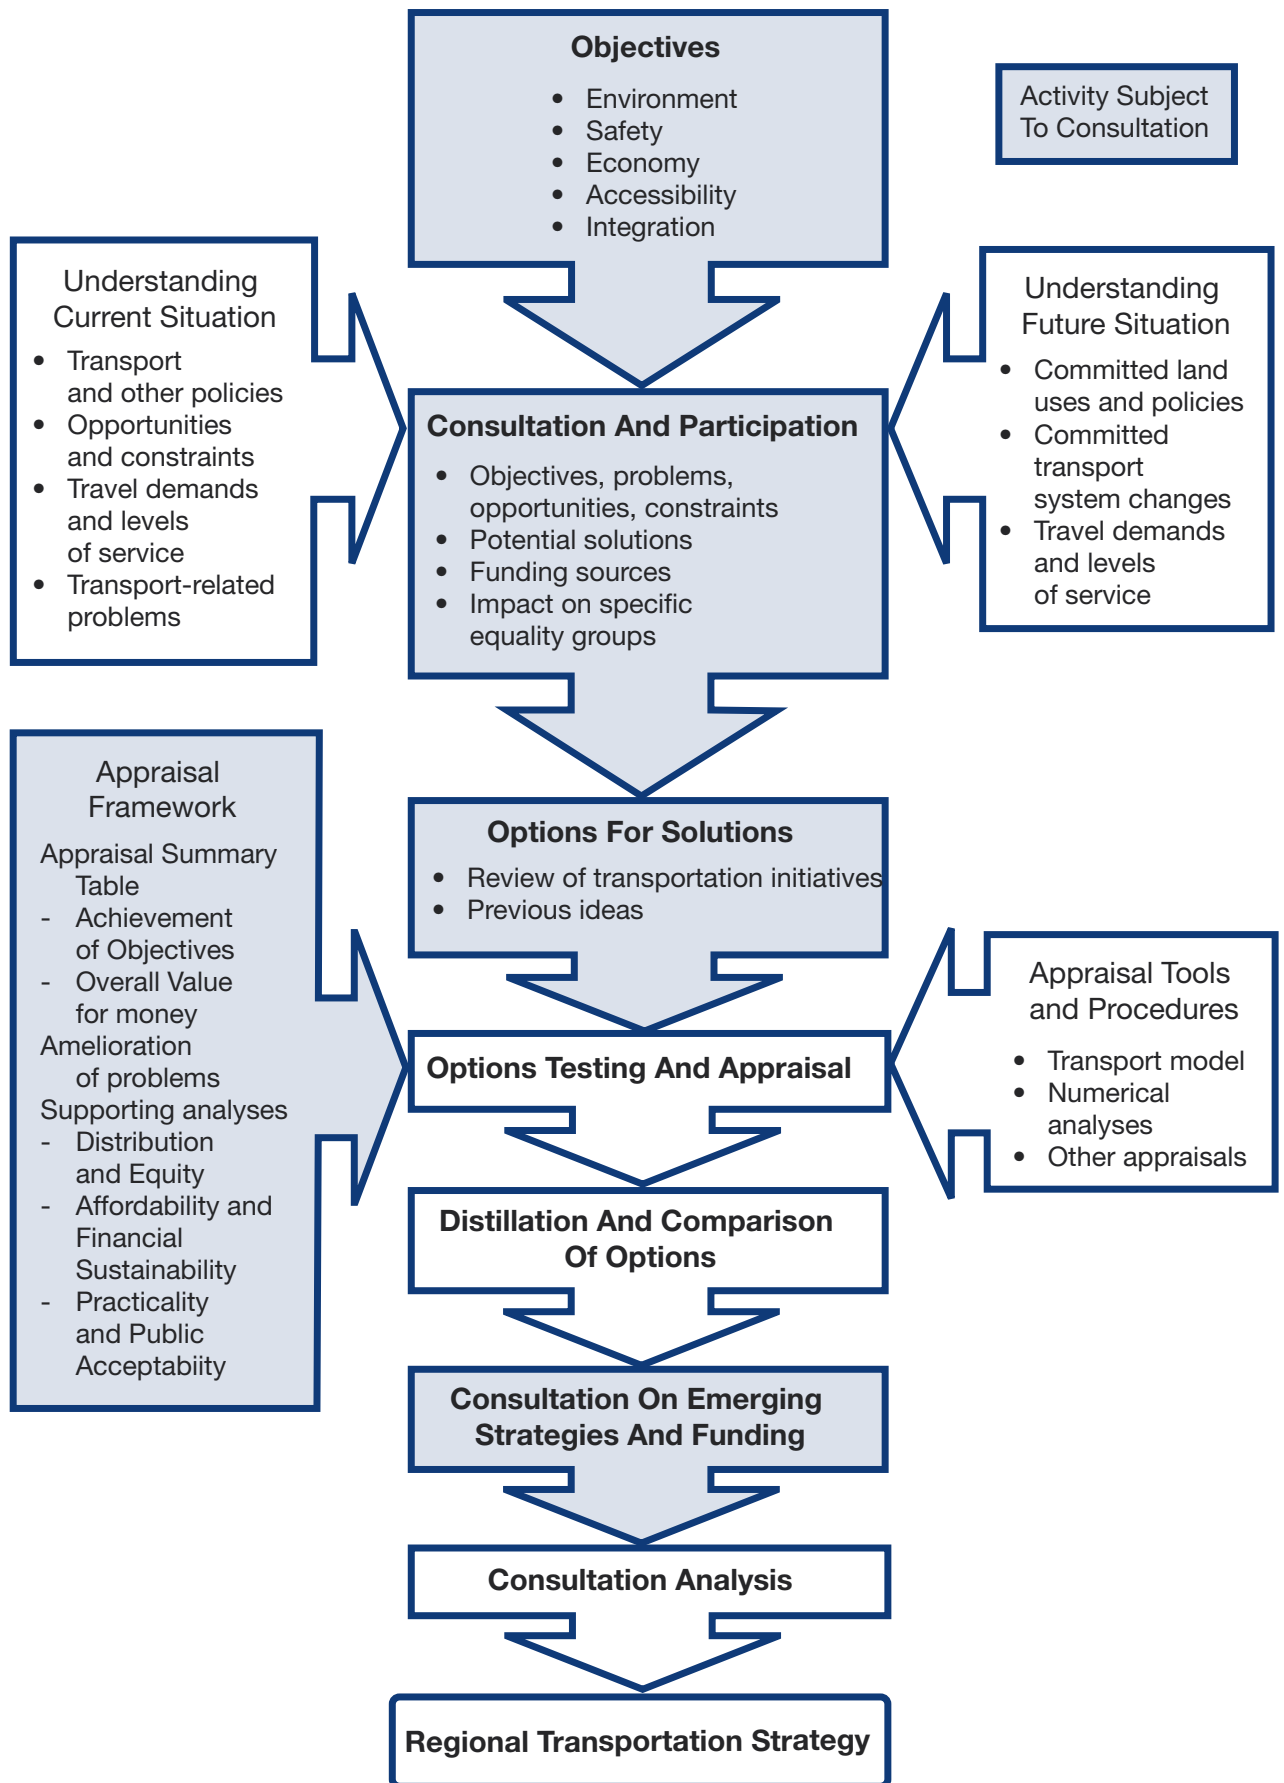 Objectives
• Environment
• Safety
• Economy
• Accessibility
• Integration
Activity Subject
To Consultation
Understanding
Current Situation
• Transport
and other policies
• Opportunities
and constraints
• Travel demands
and levels
of service
• Transport-related
problems
Consultation And Participation
• Objectives, problems,
opportunities, constraints
• Potential solutions
• Funding sources
• Impact on specific
equality groups
Understanding
Future Situation
• Committed land
uses and policies
• Committed
transport
system changes
• Travel demands
and levels
of service
Appraisal
Framework
Appraisal Summary
Table
- Achievement
of Objectives
- Overall Value
for money
Amelioration
of problems
Supporting analyses
- Distribution
and Equity
- Affordability and
Financial
Sustainability
- Practicality
and Public
Acceptabiity
Options For Solutions
• Review of transportation initiatives
• Previous ideas
Options Testing And Appraisal
Appraisal Tools
and Procedures
• Transport model
• Numerical
analyses
• Other appraisals
Distillation And Comparison
Of Options
Consultation On Emerging
Strategies And Funding
Consultation Analysis
Regional Transportation Strategy